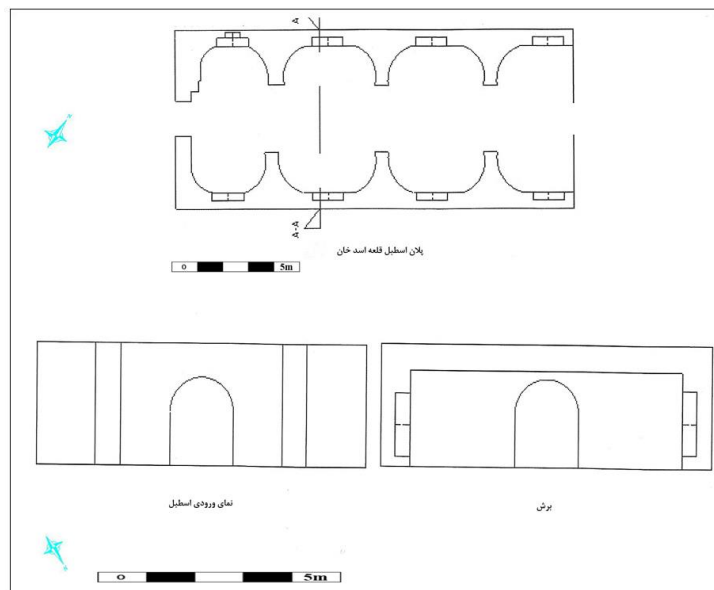 A
A-A
پلان اسطبل قلعه اسد خان
0 5m
نمای ورودی اسطبل
برش
0 5m